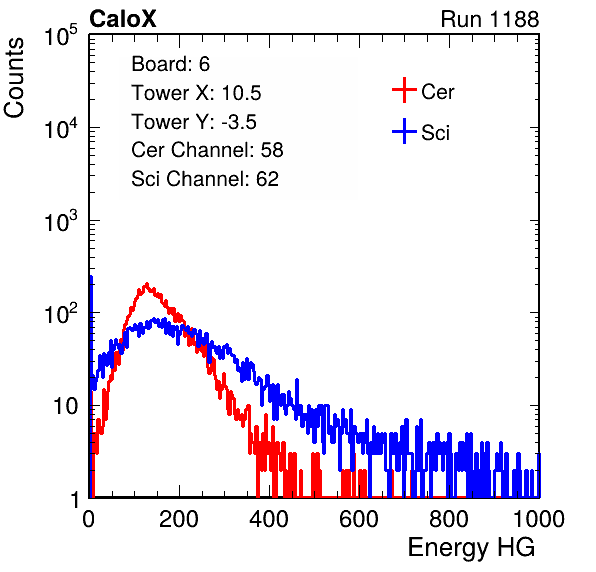 CaloX Run 1188
Counts
10^5
10^4
10^3
10^2
10
1
Board: 6
Tower X: 10.5
Tower Y: -3.5
Cer Channel: 58
Sci Channel: 62
Cer
Sci
0 200 400 600 800 1000
Energy HG